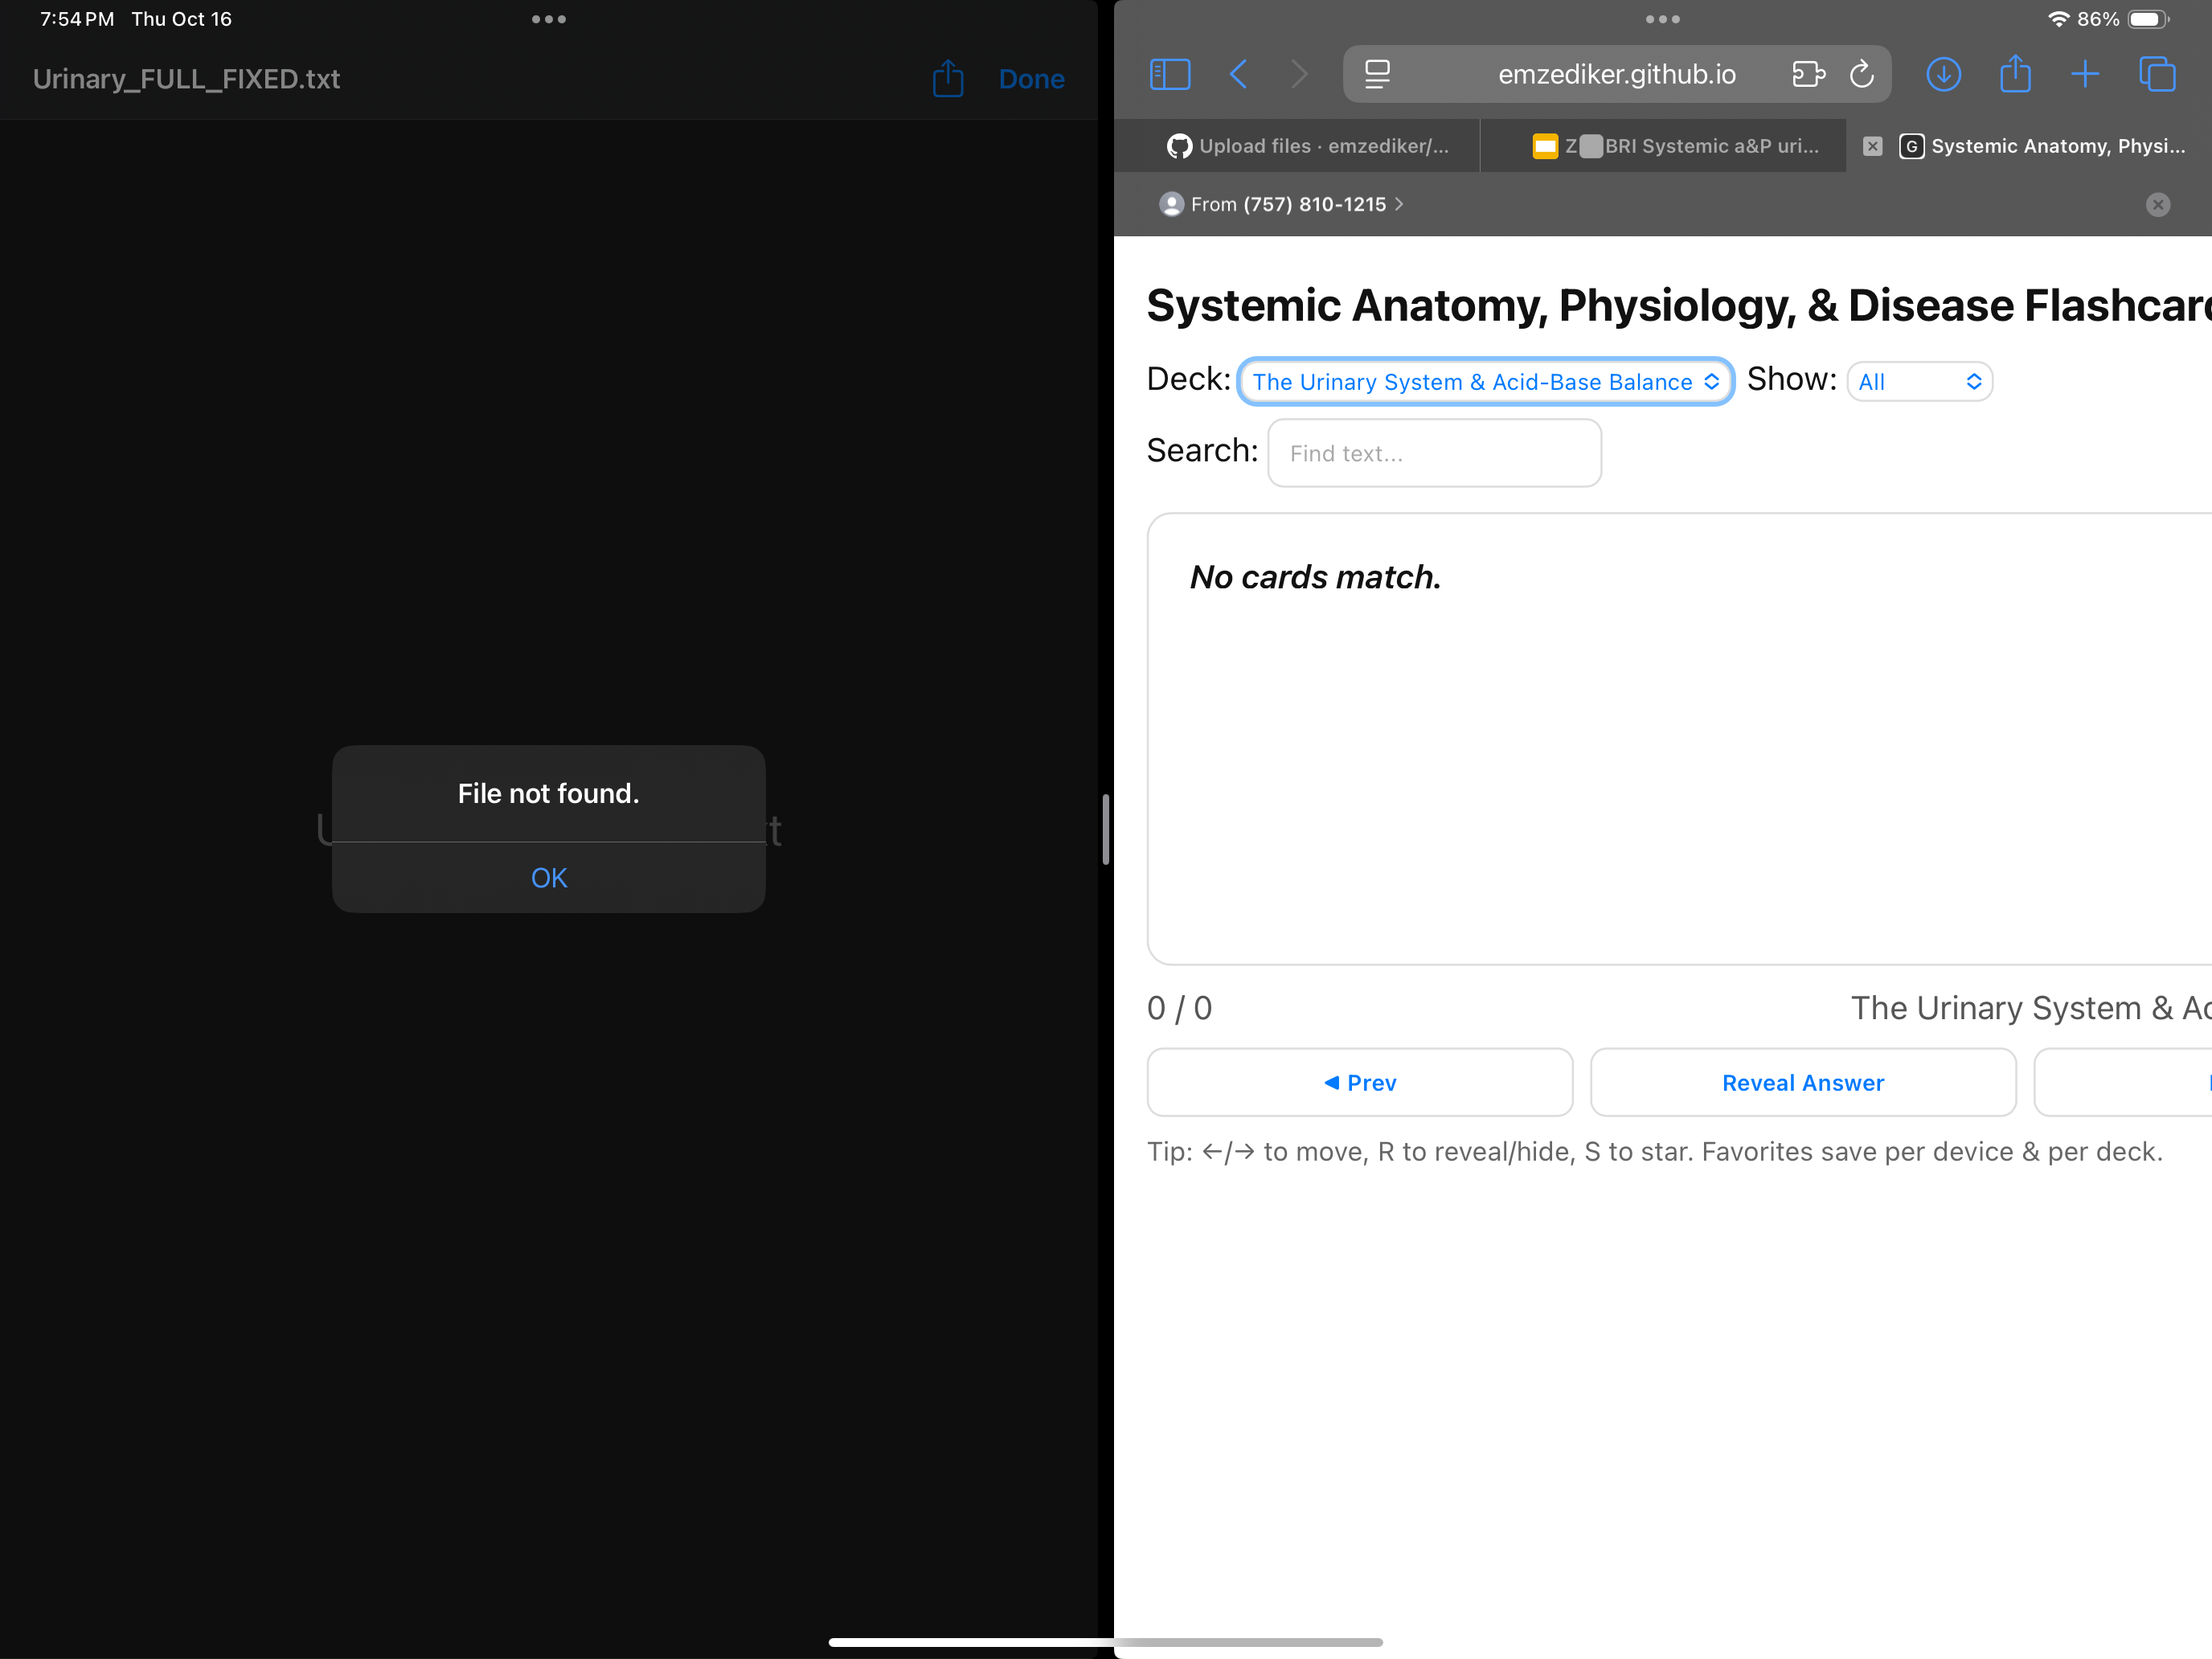 7:54 PM Thu Oct 16
Urinary_FULL_FIXED.txt
Done
File not found.
OK
86%
emzediker.github.io
Upload files · emzediker/...
BRI Systemic a&P uri...
G Systemic Anatomy, Physi...
From (757) 810-1215
Systemic Anatomy, Physiology, & Disease Flashcar
Deck: The Urinary System & Acid-Base Balance Show: All
Search: Find text...
No cards match.
0 / 0
The Urinary System & Ac
◀ Prev
Reveal Answer
Tip: ←/→ to move, R to reveal/hide, S to star. Favorites save per device & per deck.